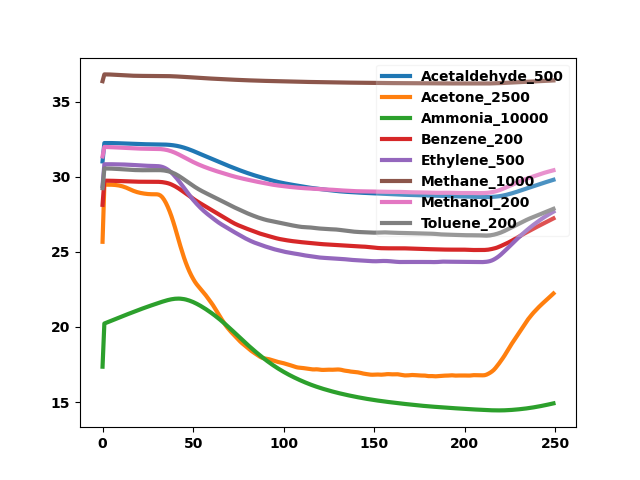 Acetaldehyde_500
Acetone_2500
Ammonia_10000
Benzene_200
Ethylene_500
Methane_1000
Methanol_200
Toluene_200
35
30
25
20
15
0 50 100 150 200 250